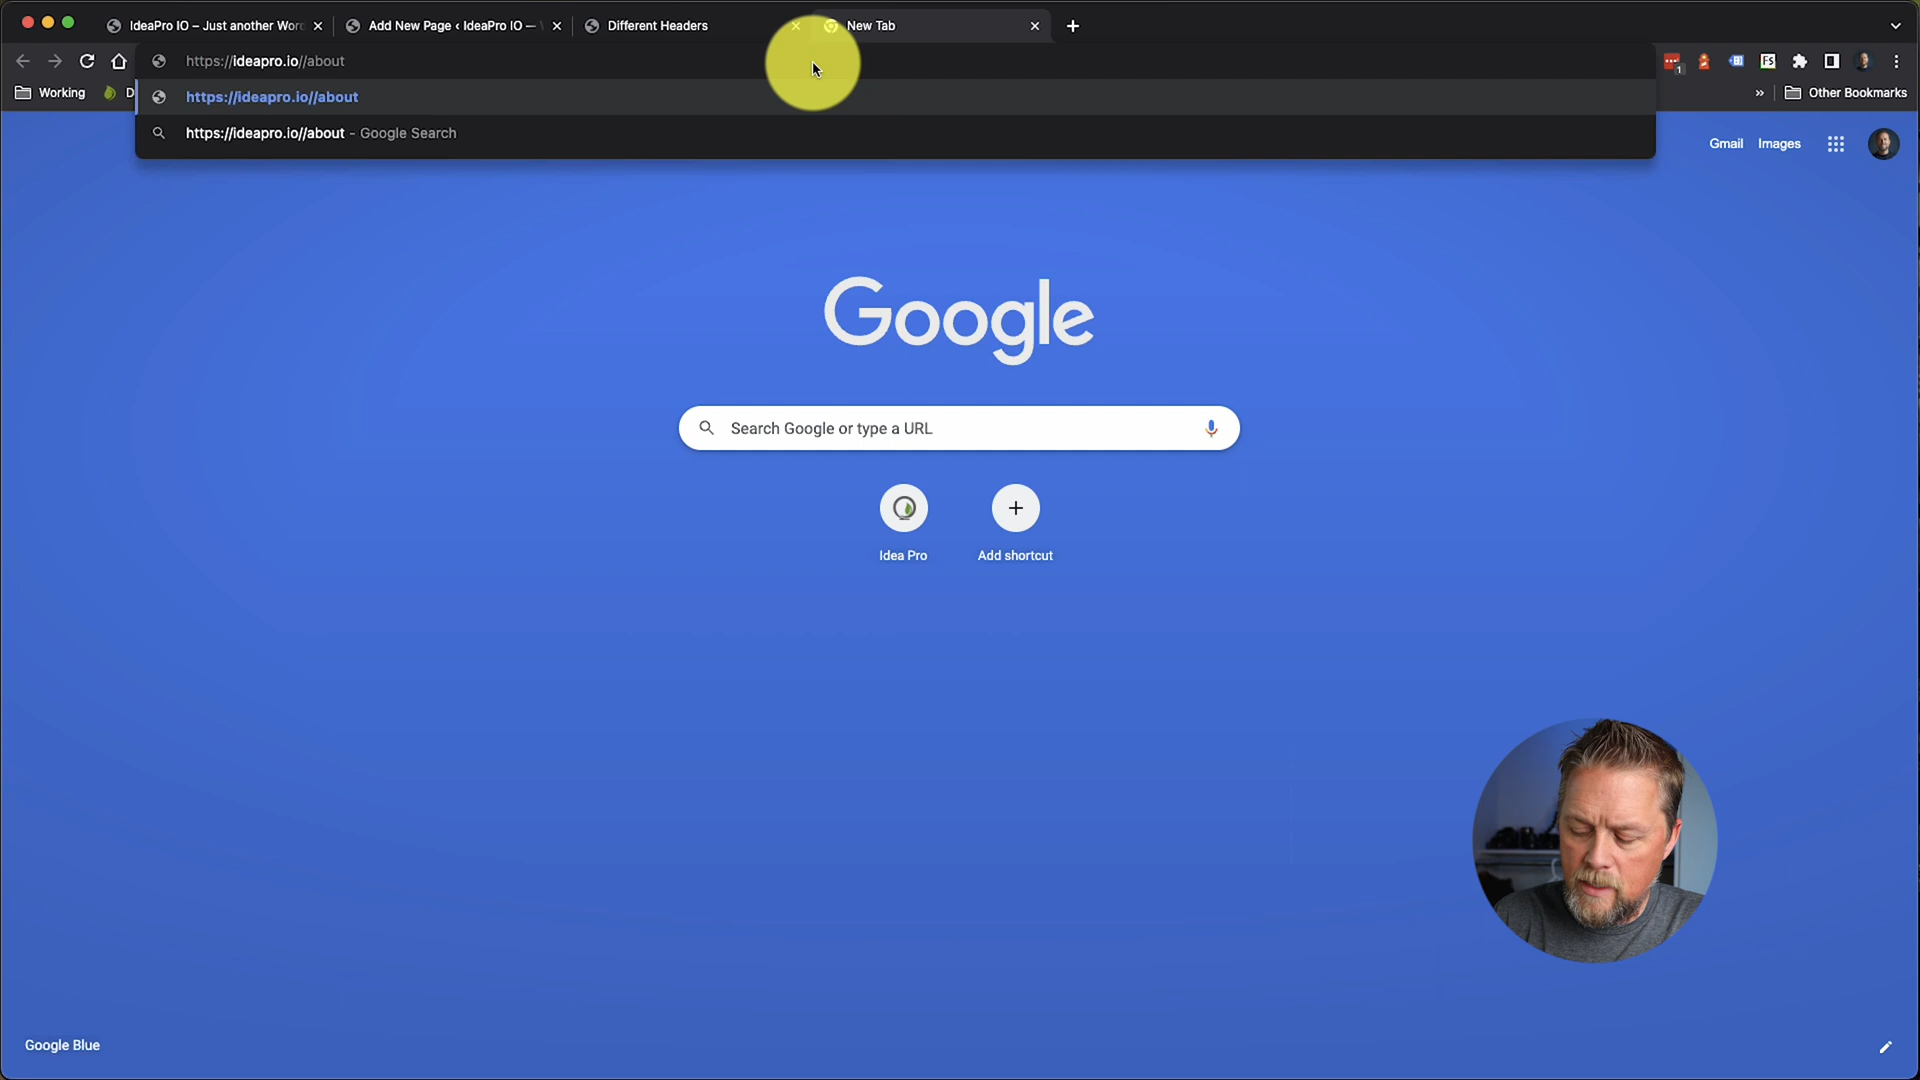 IdeaPro IO – Just another Wor
Add New Page ‹ IdeaPro IO —
Different Headers
New Tab
https://ideapro.io//about
1
FS
Working
D
»
Other Bookmarks
https://ideapro.io//about
https://ideapro.io//about - Google Search
Gmail
Images
Google
Search Google or type a URL
Idea Pro
Add shortcut
Google Blue